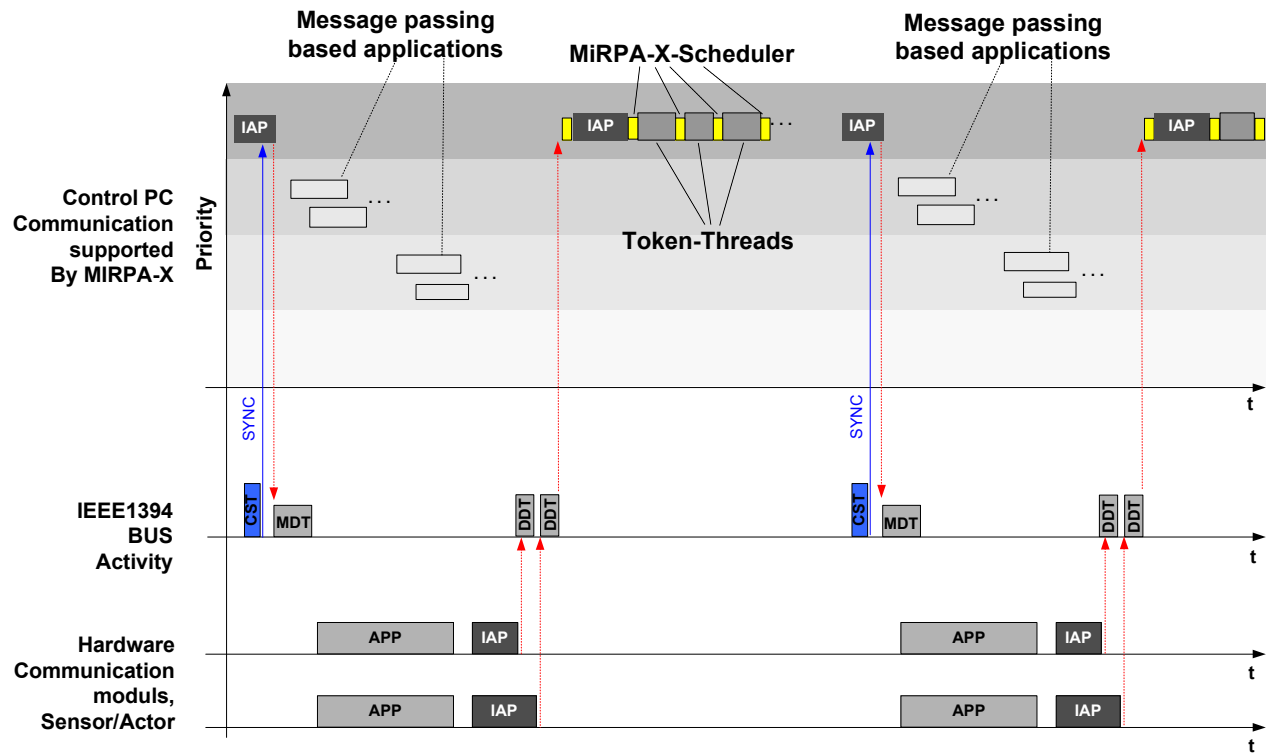 Message passing
based applications
MiRPA-X-Scheduler
Message passing
based applications
IAP
IAP
...
IAP
IAP
...
...
...
...
Token-Threads
Control PC
Communication
supported
By MIRPA-X
Priority
t
SYNC
SYNC
CST
MDT
DDT
DDT
CST
MDT
DDT
DDT
IEEE1394
BUS
Activity
t
APP
IAP
APP
IAP
t
Hardware
Communication
moduls,
Sensor/Actor
APP
IAP
APP
IAP
t